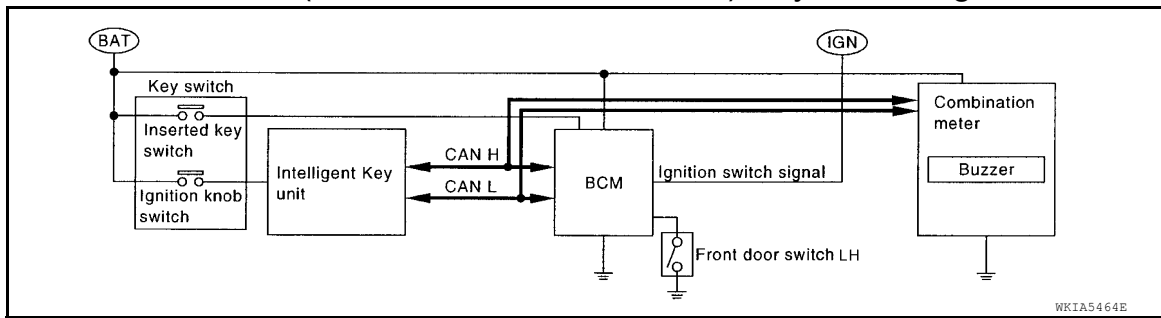 BAT
IGN
Key switch
Inserted key
switch
Ignition knob
switch
Intelligent Key
unit
CAN H
CAN L
BCM
Ignition switch signal
Front door switch LH
Combination
meter
Buzzer
WKIA5464E